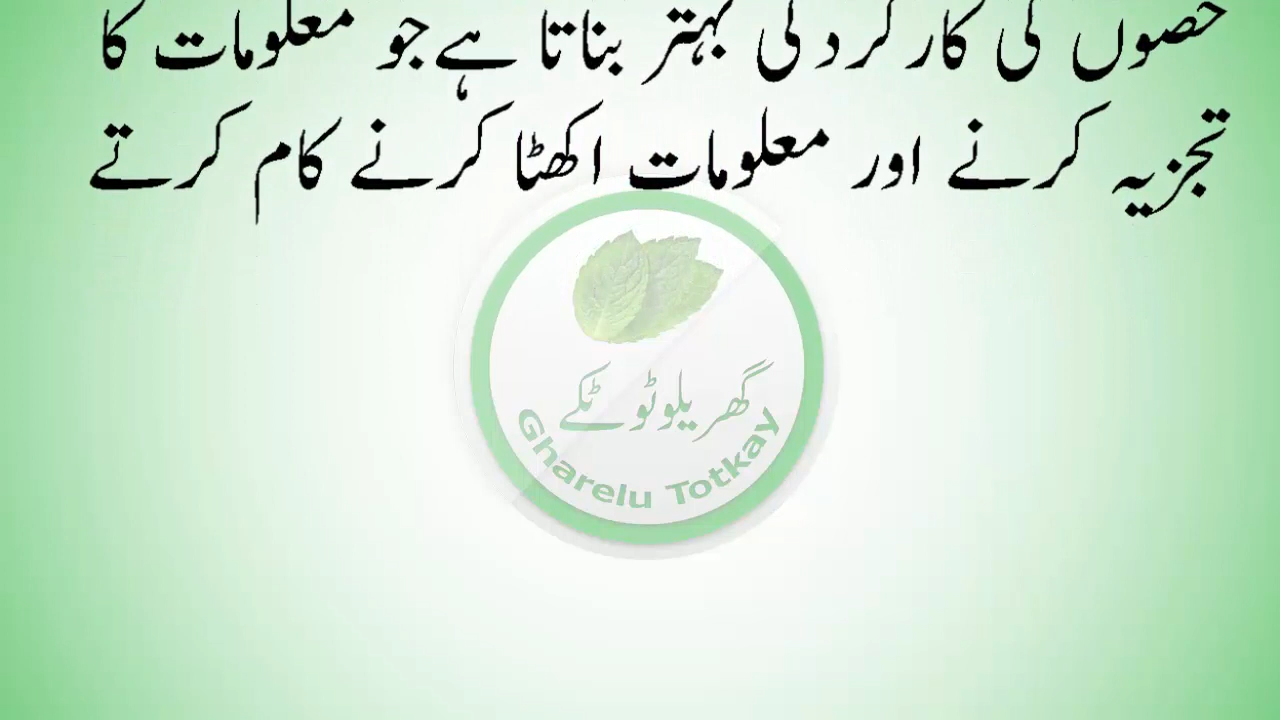 حصوں کی کارکردگی بہتر بناتا ہے جو معلومات کا
تجزیہ کرنے اور معلومات اکھٹا کرنے کام کرتے
گھریلو ٹوٹکے
Gharelu Totkay